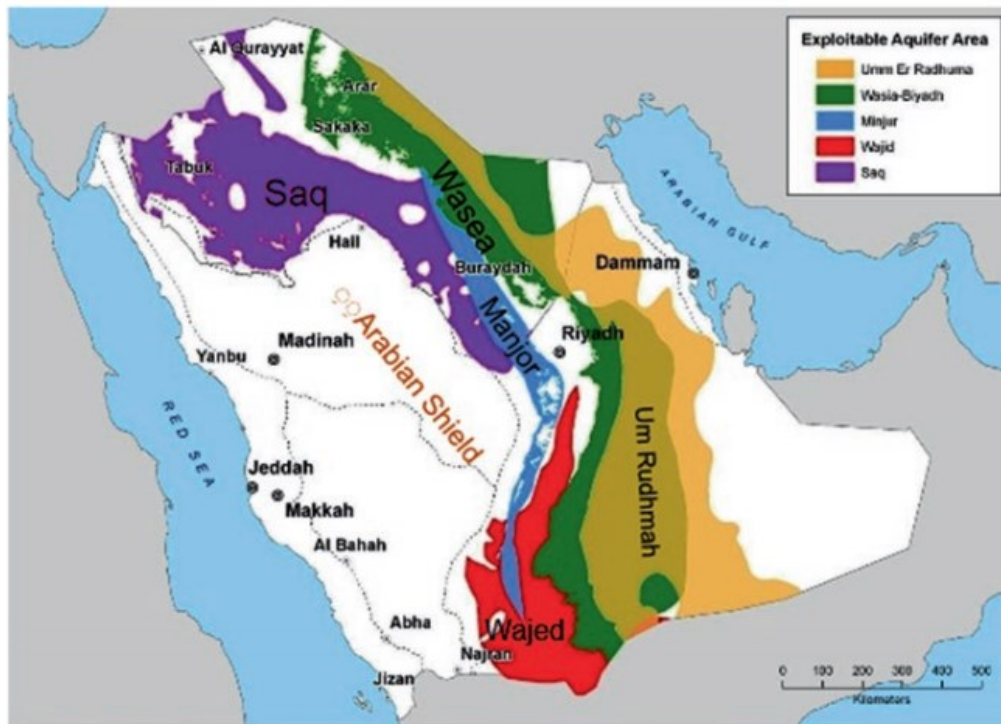 Exploitable Aquifer Area
Umm Er Radhuma
Wasia-Biyadh
Minjur
Wajid
Saq
Al Qurayyat
Arar
Sakaka
Tabuk
Saq
Wasea
Hail
Buraydah
Dammam
ARABIAN GULF
Manjor
Riyadh
Madinah
Yanbu
Arabian Shield
RED SEA
Um Rudhmah
Jeddah
Makkah
Al Bahah
Abha
Wajed
Najran
Jizan
0 100 200 300 400 500
Kilometers